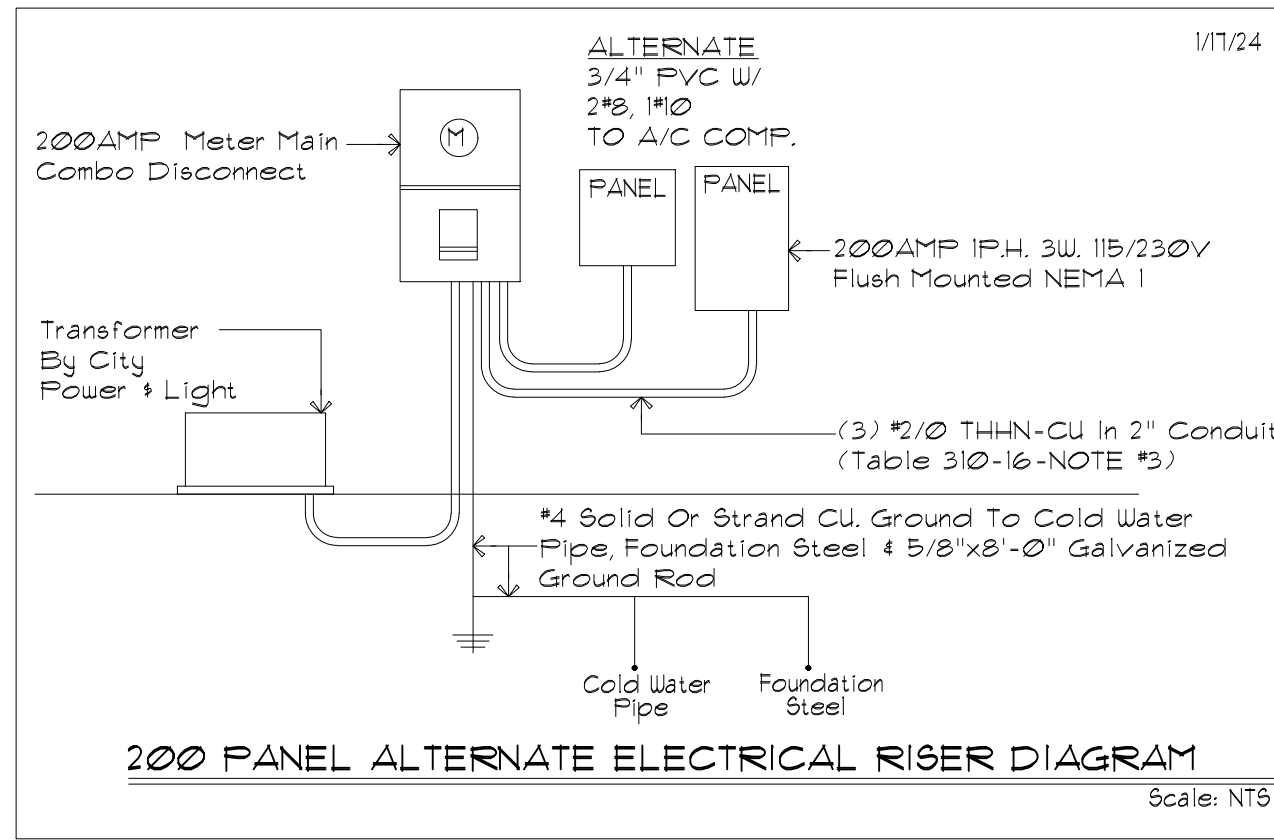 1/17/24
ALTERNATE
3/4" PVC W/
2#8, 1#10
TO A/C COMP.
200AMP Meter Main
Combo Disconnect
M
PANEL
PANEL
200AMP 1P.H. 3W. 115/230V
Flush Mounted NEMA 1
Transformer
By City
Power & Light
(3) #2/0 THHN-CU In 2" Conduit
(Table 310-16-NOTE #3)
#4 Solid Or Strand CU. Ground To Cold Water
Pipe, Foundation Steel & 5/8"x8'-0" Galvanized
Ground Rod
Cold Water
Pipe
Foundation
Steel
200 PANEL ALTERNATE ELECTRICAL RISER DIAGRAM
Scale: NTS